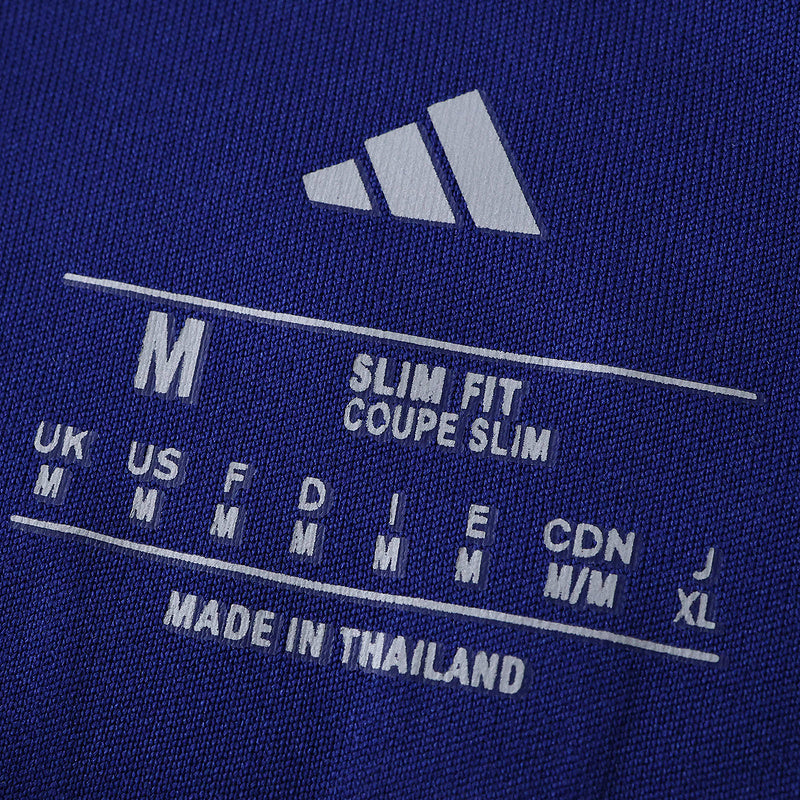 M
SLIM FIT
COUPE SLIM
UK US F D I E CDN J
M M M M M M M/M XL
MADE IN THAILAND